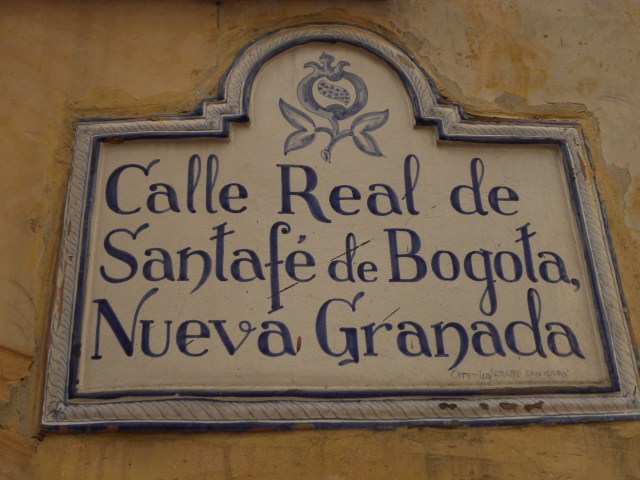 Calle Real de
Santafé de Bogota,
Nueva Granada